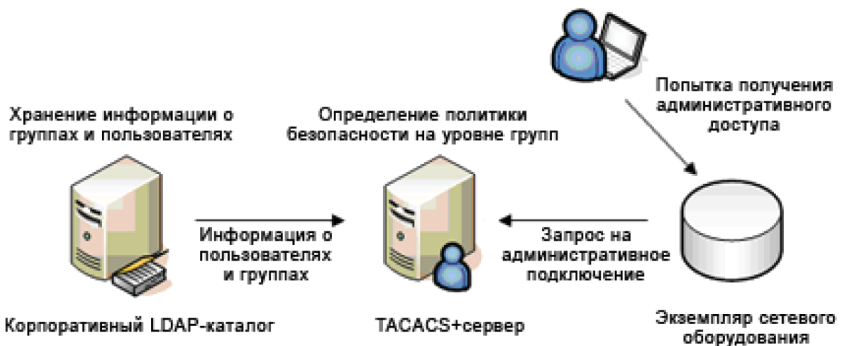 Попытка получения
административного
доступа
Хранение информации о
группах и пользователях
Определение политики
безопасности на уровне групп
Информация о
пользователях
и группах
Запрос на
административное
подключение
Корпоративный LDAP-каталог
TACACS+сервер
Экземпляр сетевого
оборудования